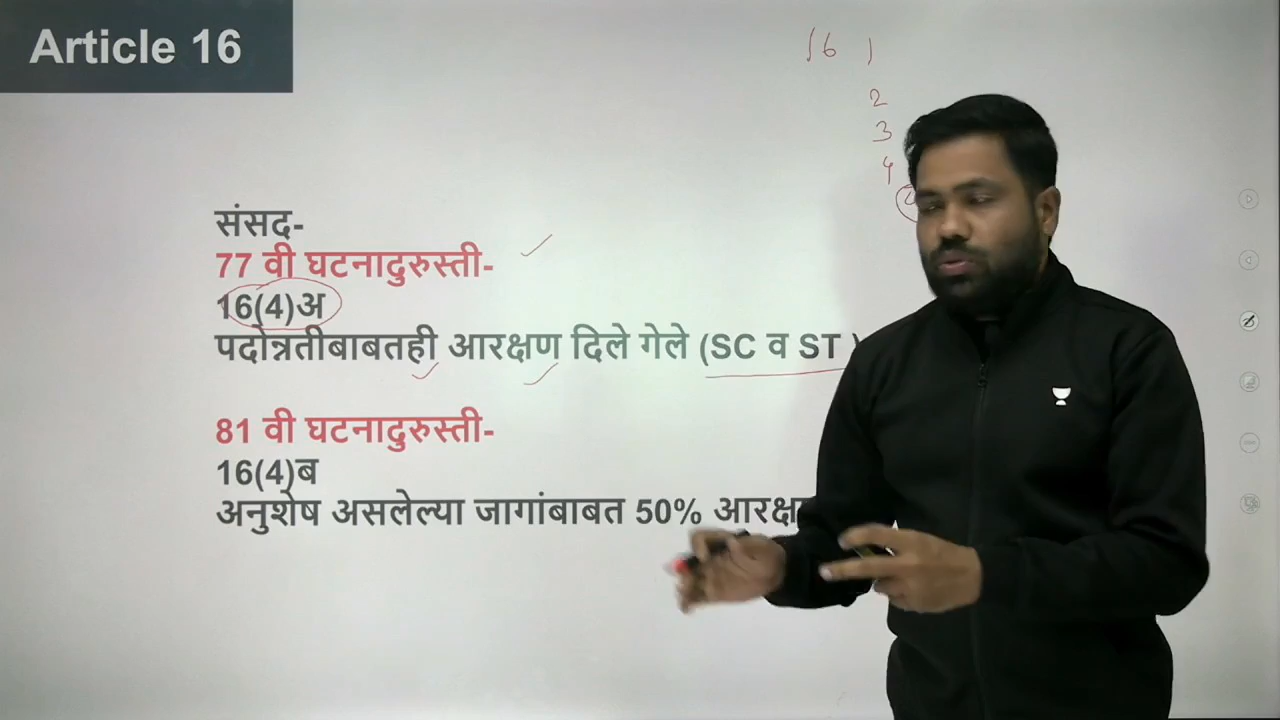 Article 16
16 1
2
3
4
संसद-
77 वी घटनादुरुस्ती-
16(4)अ
पदोन्नतीबाबतही आरक्षण दिले गेले (SC व ST )
81 वी घटनादुरुस्ती-
16(4)ब
अनुशेष असलेल्या जागांबाबत 50%